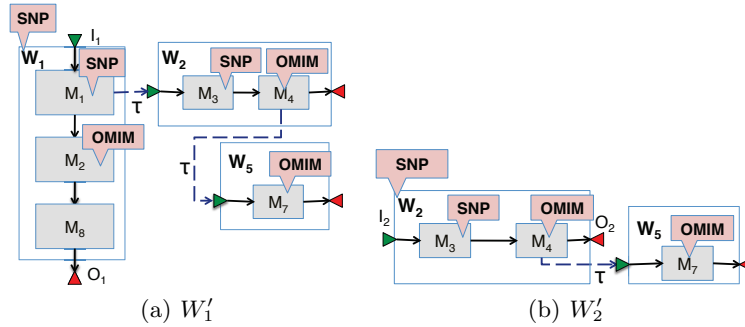 SNP
I1
W1
SNP
M1
OMIM
M2
M8
O1
τ
W2
SNP
OMIM
M3
M4
τ
W5
OMIM
M7
(a) W′1
SNP
I2
W2
SNP
OMIM
O2
M3
M4
τ
W5
OMIM
M7
(b) W′2